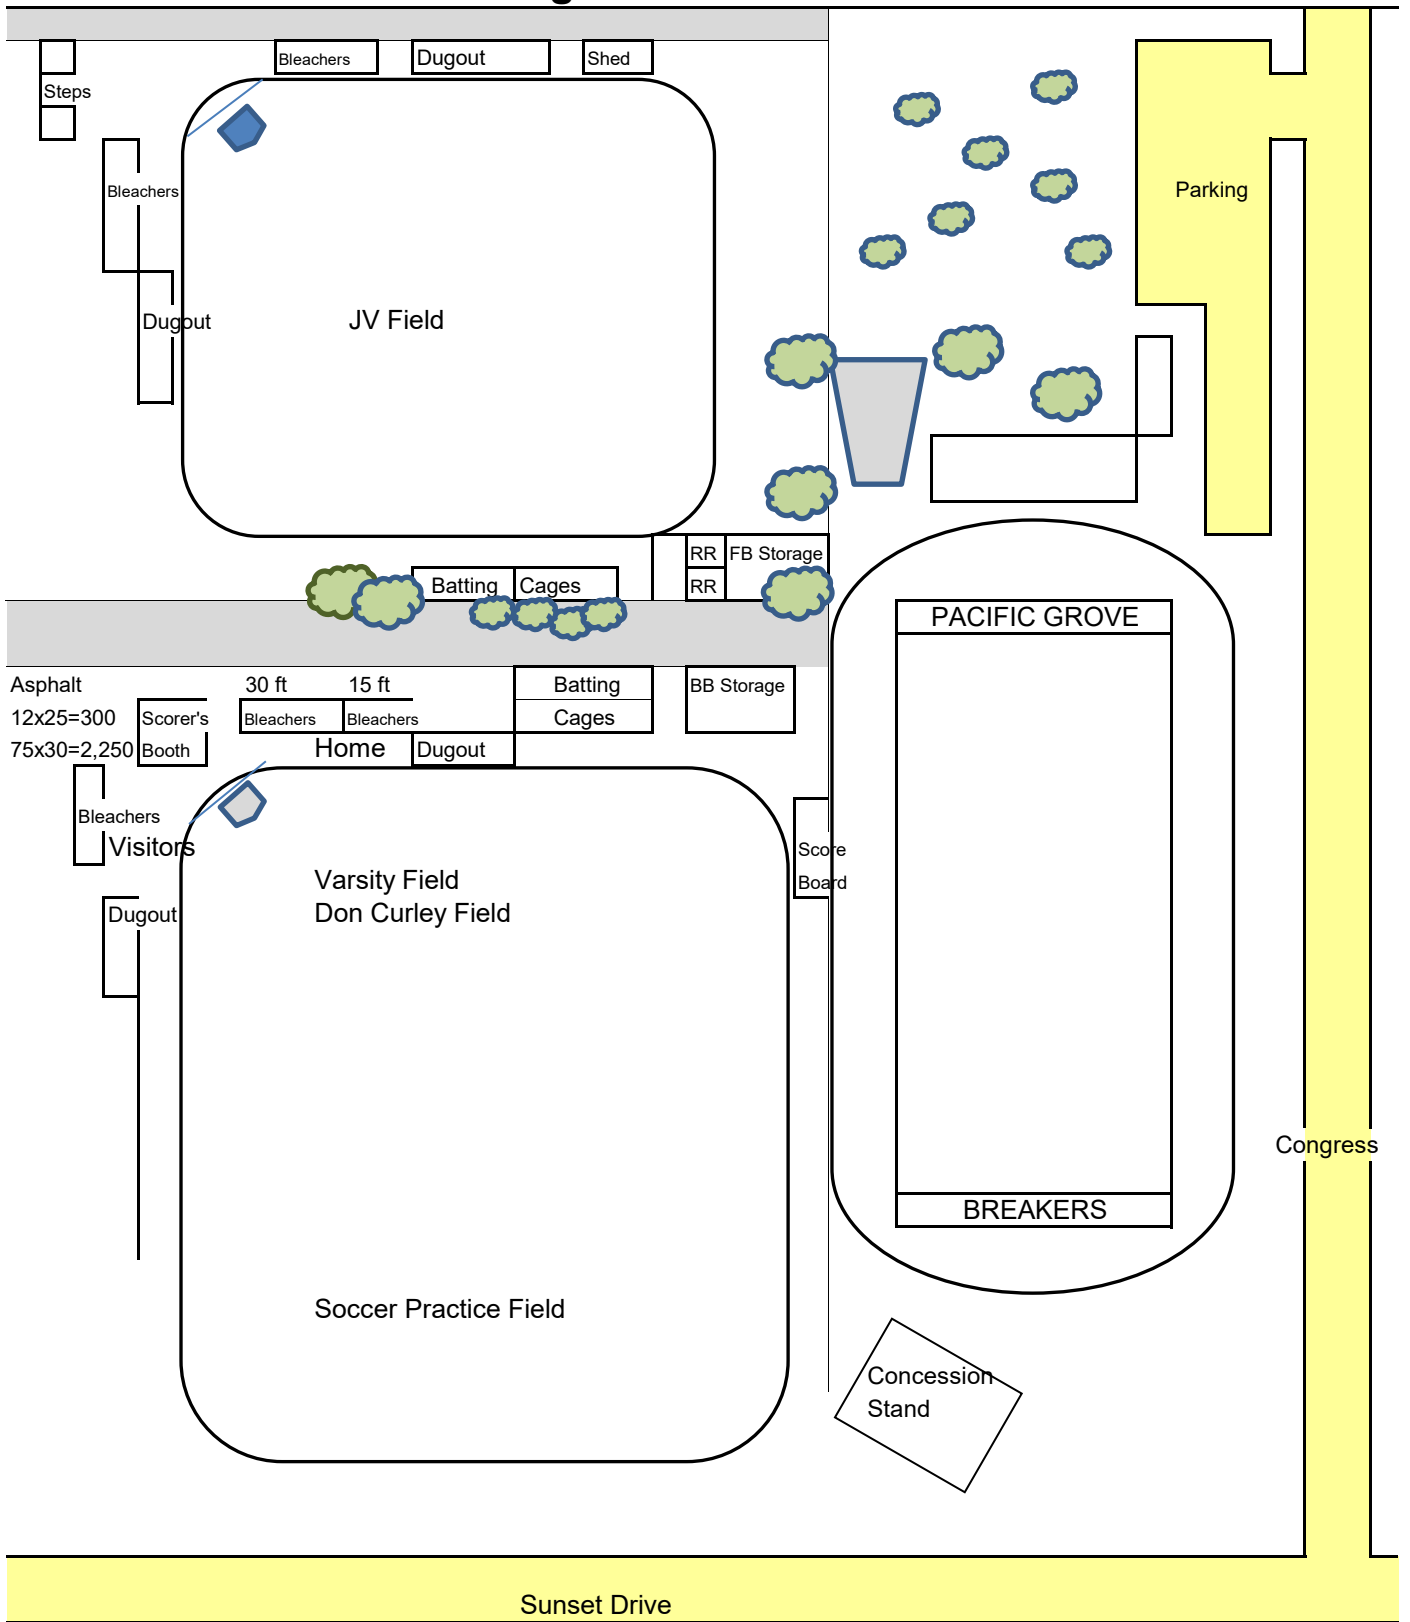 Bleachers
Dugout
Shed
Steps
Bleachers
Parking
Dugout
JV Field
RR
FB Storage
Batting
Cages
RR
PACIFIC GROVE
Asphalt
30 ft
15 ft
Batting
BB Storage
12x25=300
Scorer's
Bleachers
Bleachers
Cages
75x30=2,250
Booth
Home
Dugout
Bleachers
Visitors
Score
Board
Varsity Field
Don Curley Field
Dugout
Congress
BREAKERS
Soccer Practice Field
Concession
Stand
Sunset Drive